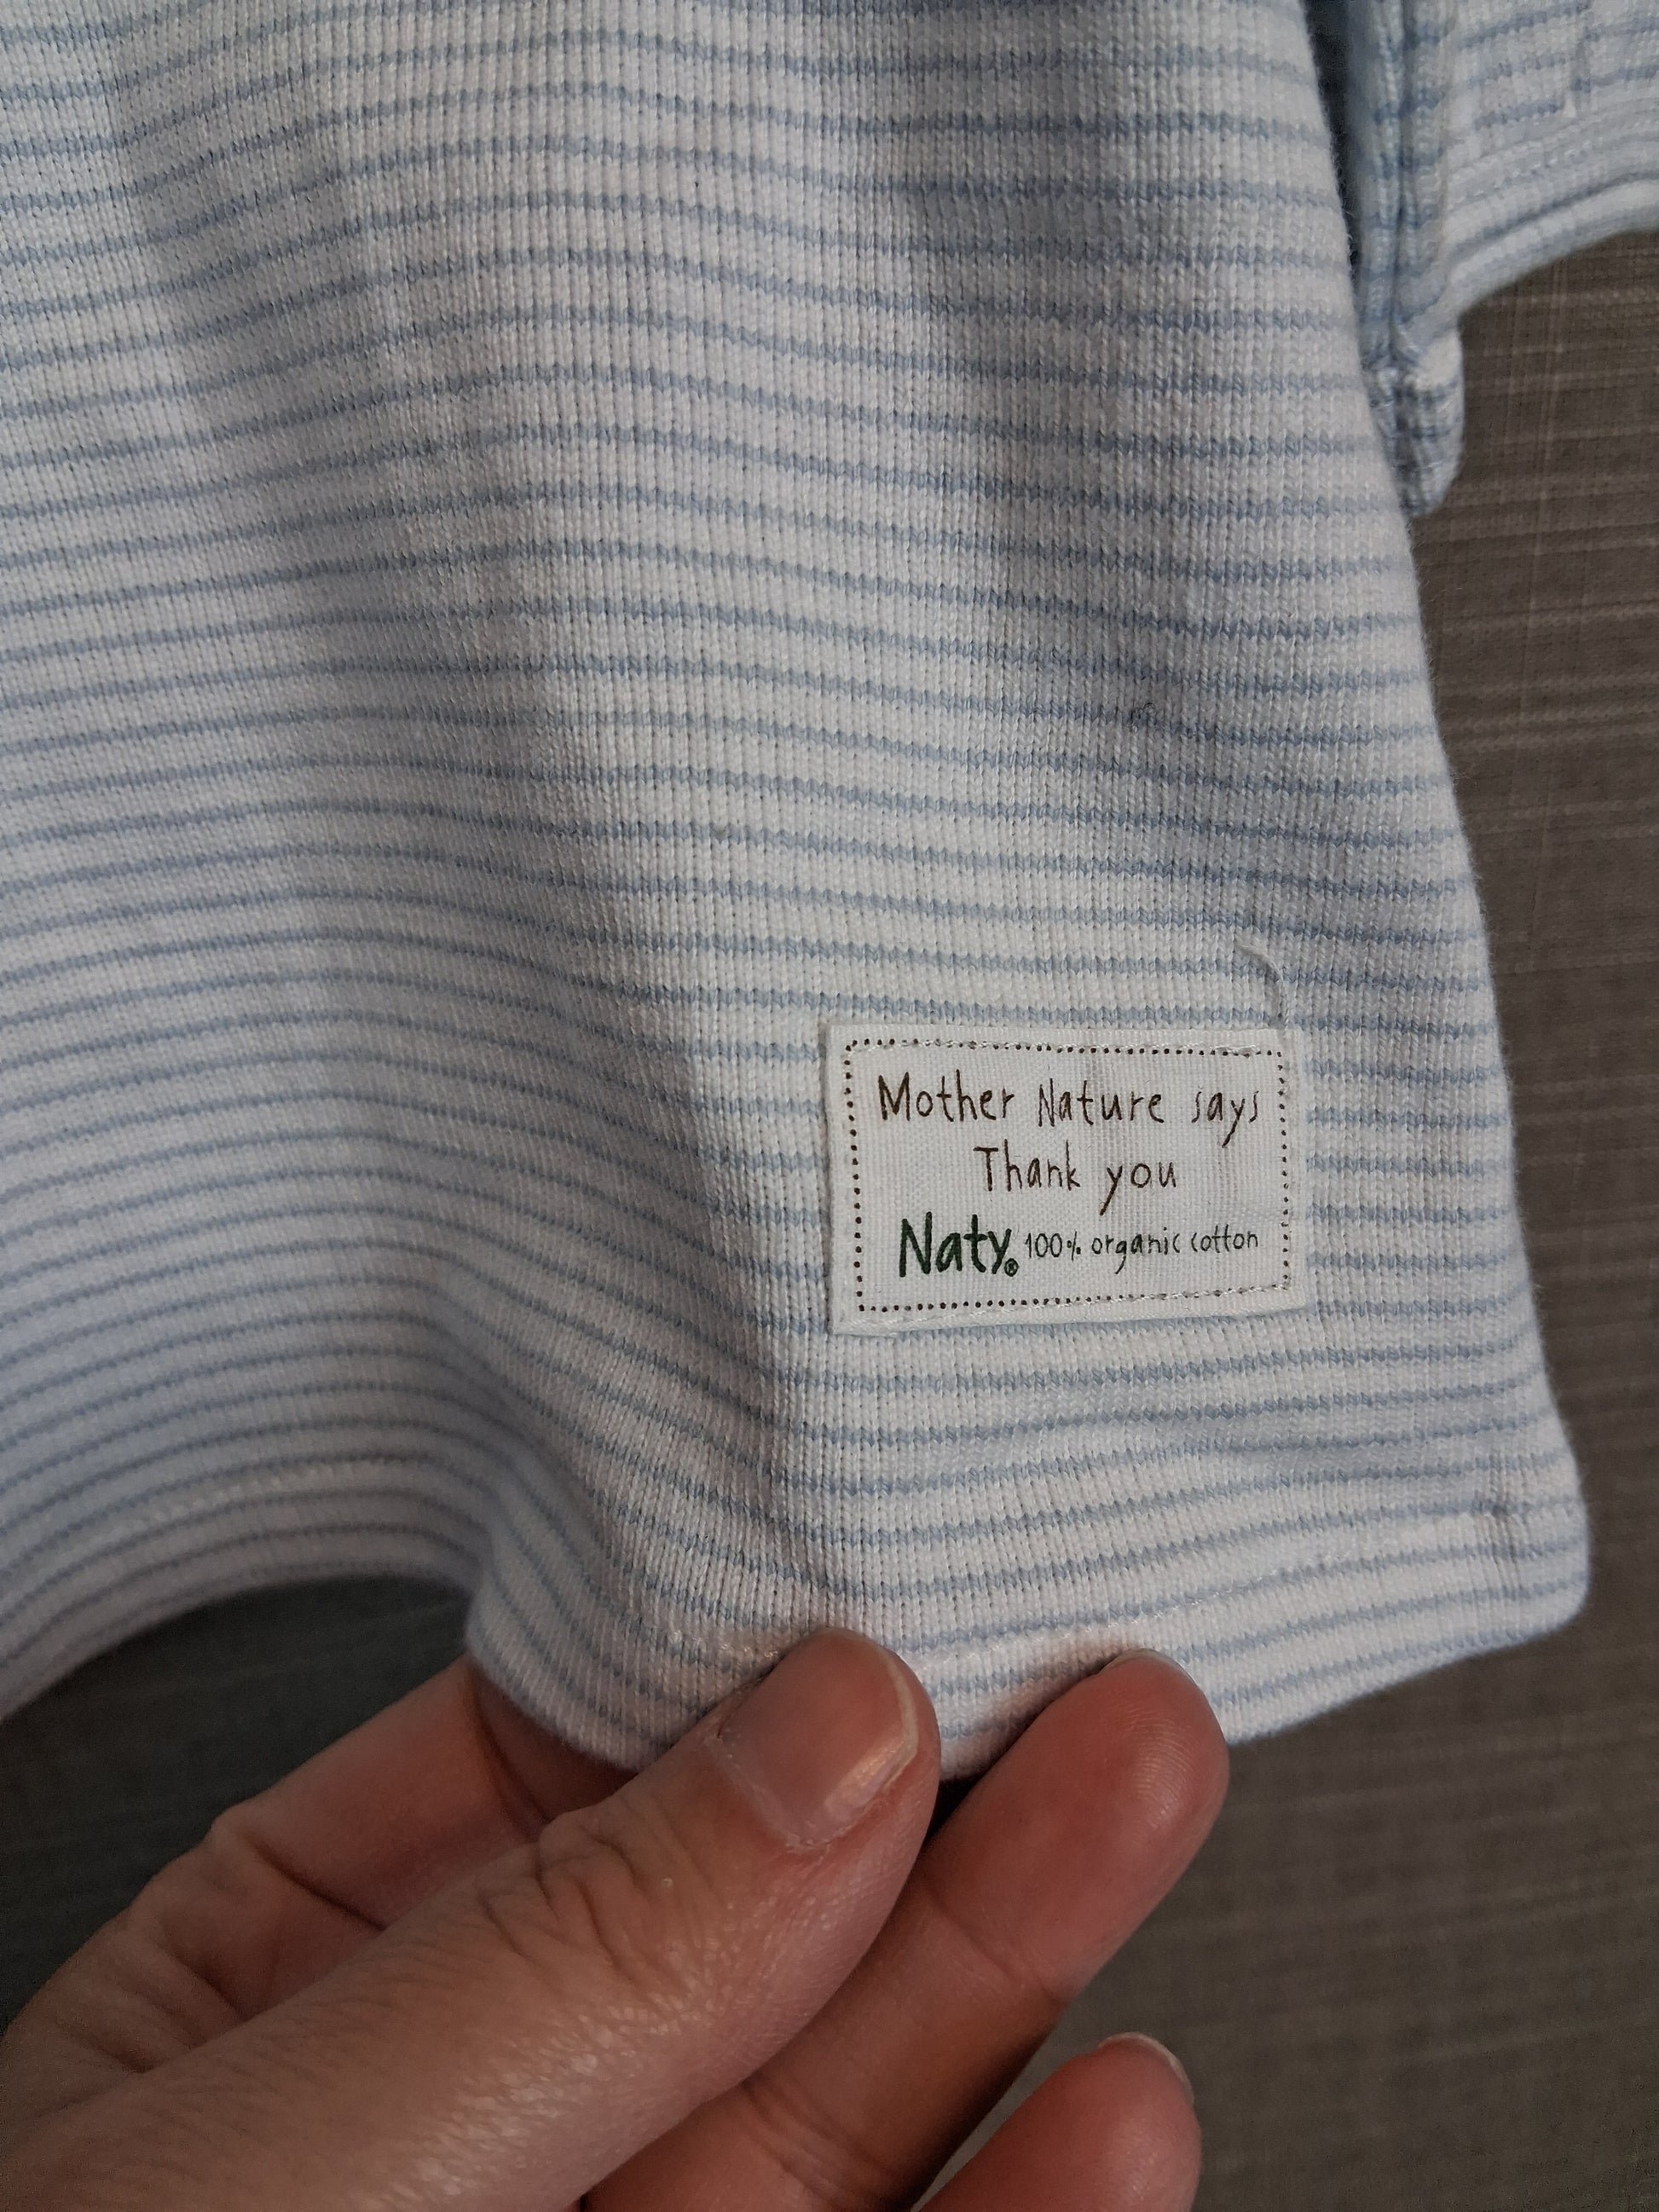 Mother Nature says
Thank you
Naty® 100% organic cotton